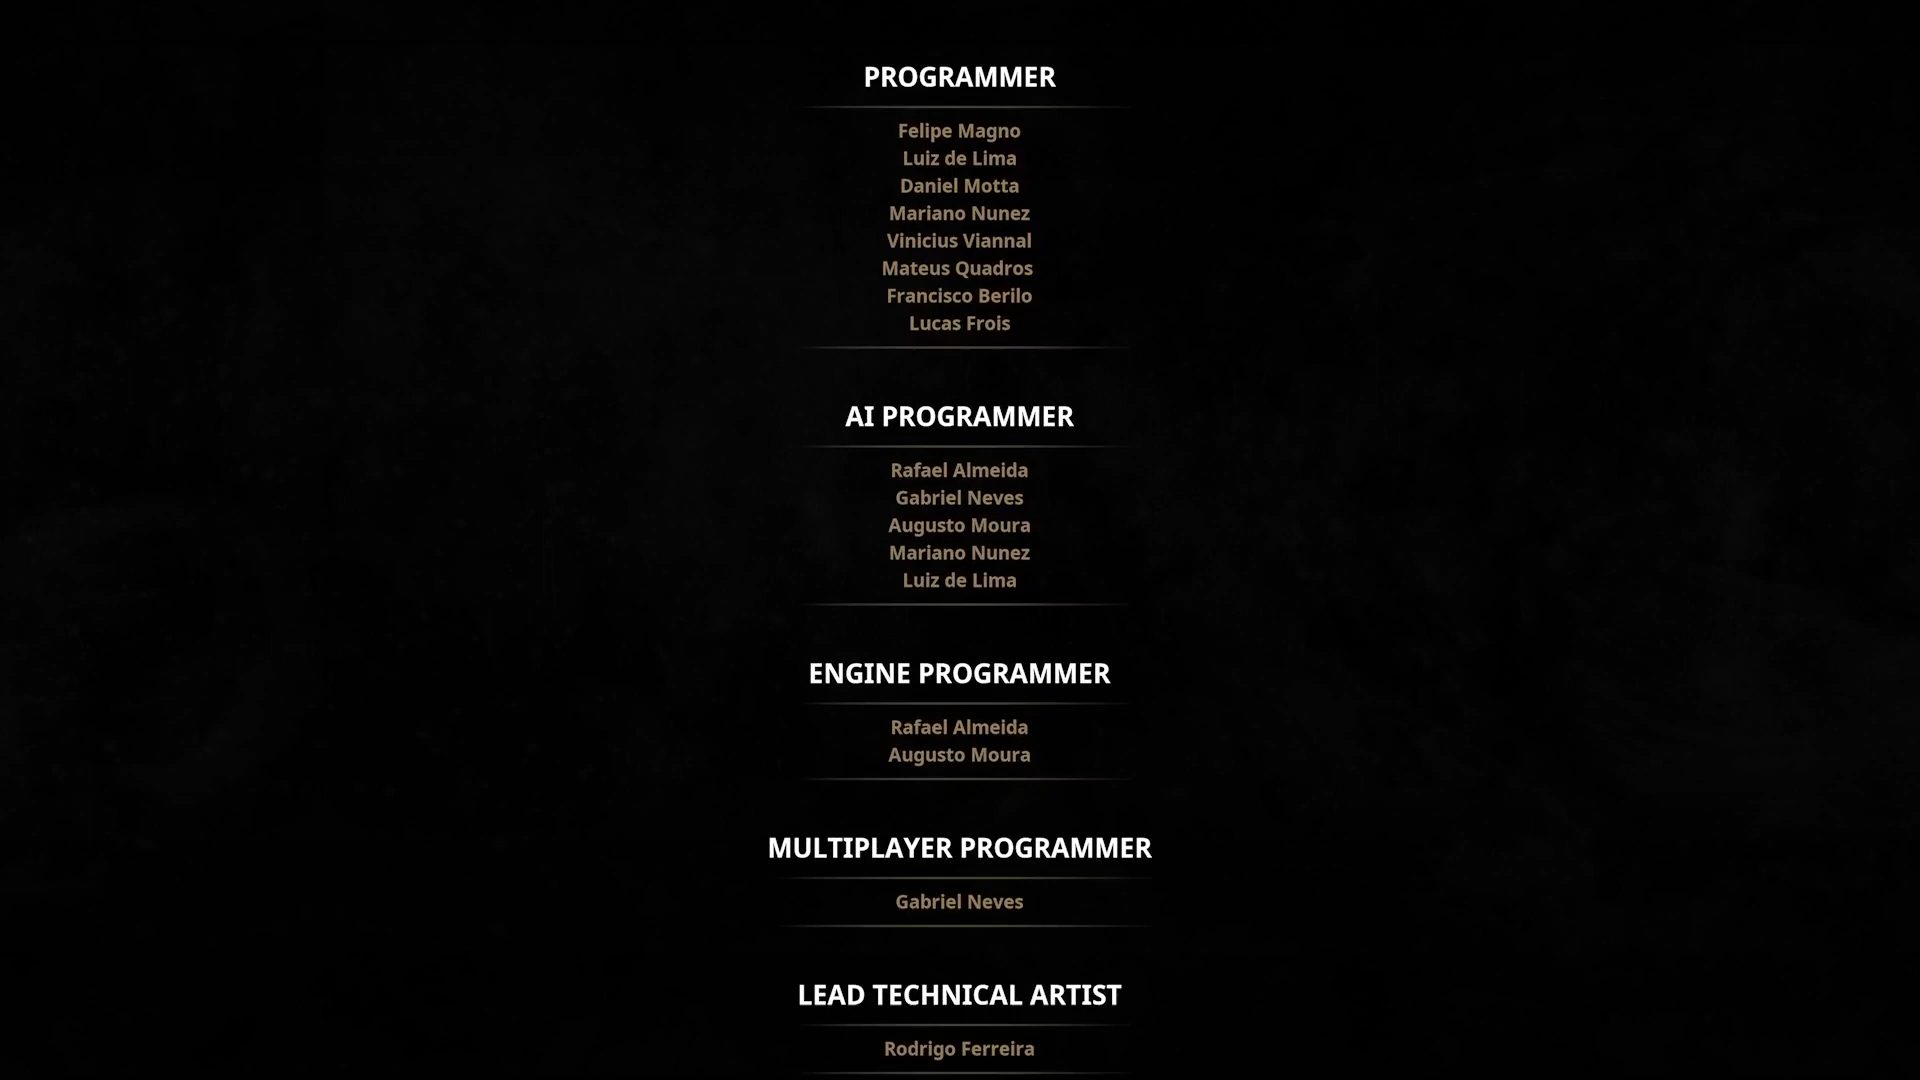 PROGRAMMER
Felipe Magno
Luiz de Lima
Daniel Motta
Mariano Nunez
Vinicius Viannal
Mateus Quadros
Francisco Berilo
Lucas Frois
AI PROGRAMMER
Rafael Almeida
Gabriel Neves
Augusto Moura
Mariano Nunez
Luiz de Lima
ENGINE PROGRAMMER
Rafael Almeida
Augusto Moura
MULTIPLAYER PROGRAMMER
Gabriel Neves
LEAD TECHNICAL ARTIST
Rodrigo Ferreira